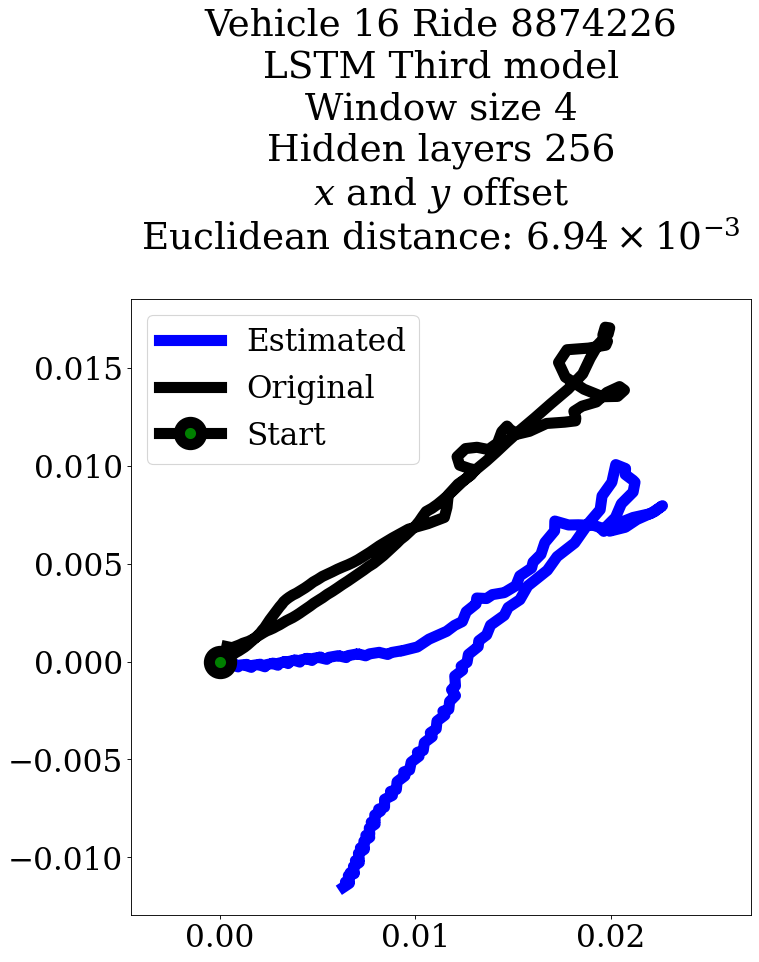 Vehicle 16 Ride 8874226
LSTM Third model
Window size 4
Hidden layers 256
x and y offset
Euclidean distance: 6.94 × 10⁻³
Estimated
Original
Start
0.015
0.010
0.005
0.000
−0.005
−0.010
0.00 0.01 0.02